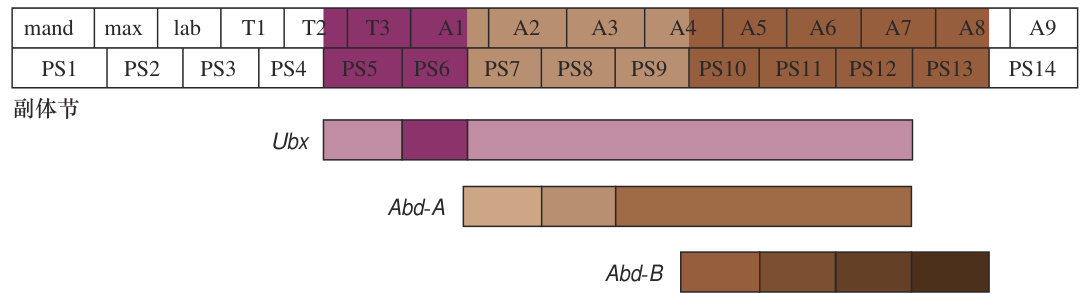 mand max lab T1 T2 T3 A1 A2 A3 A4 A5 A6 A7 A8 A9
PS1 PS2 PS3 PS4 PS5 PS6 PS7 PS8 PS9 PS10 PS11 PS12 PS13 PS14
副体节
Ubx
Abd-A
Abd-B